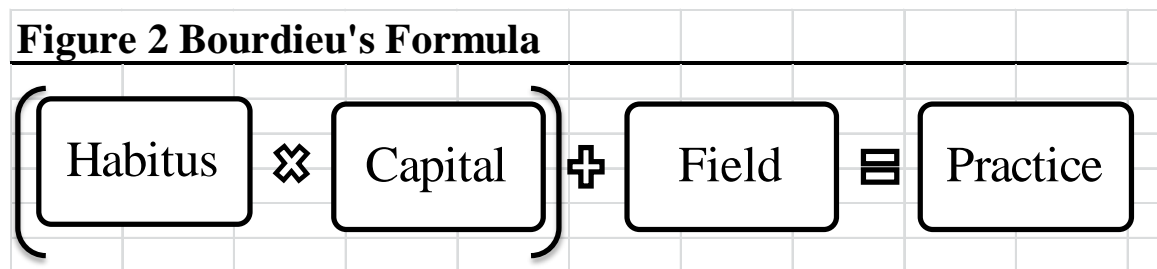 Figure 2 Bourdieu's Formula
(Habitus × Capital) + Field = Practice